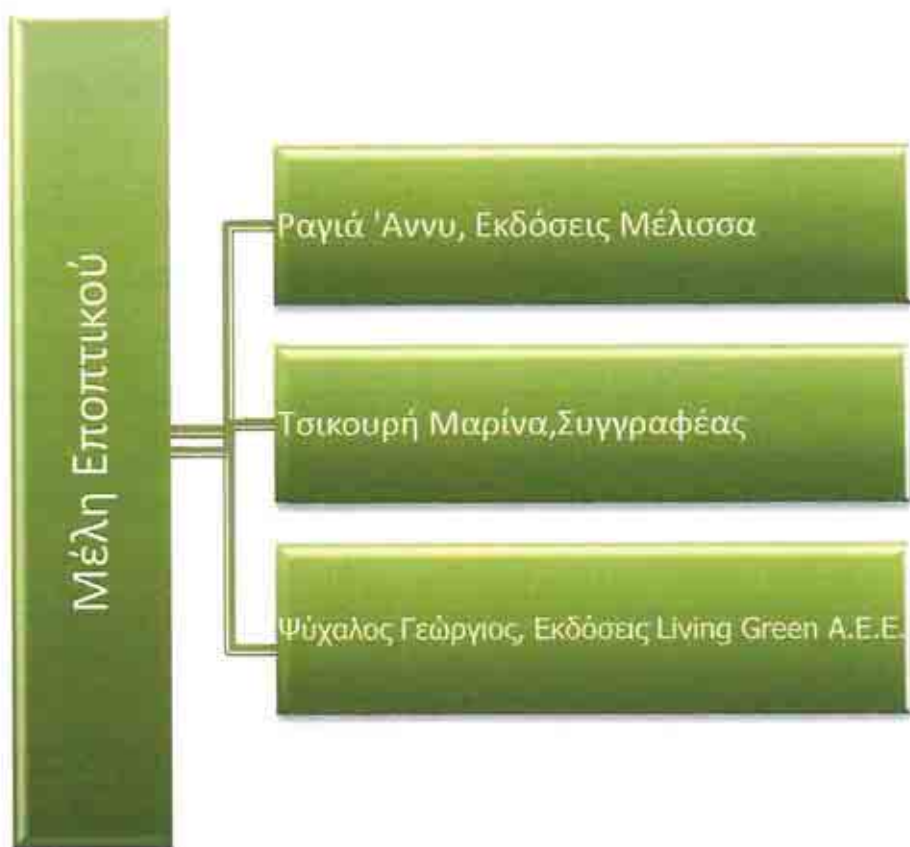 Μέλη Εποπτικού
Ραγιά 'Αννυ, Εκδόσεις Μέλισσα
Τσικουρή Μαρίνα,Συγγραφέας
Ψύχαλος Γεώργιος, Εκδόσεις Living Green Α.Ε.Ε.